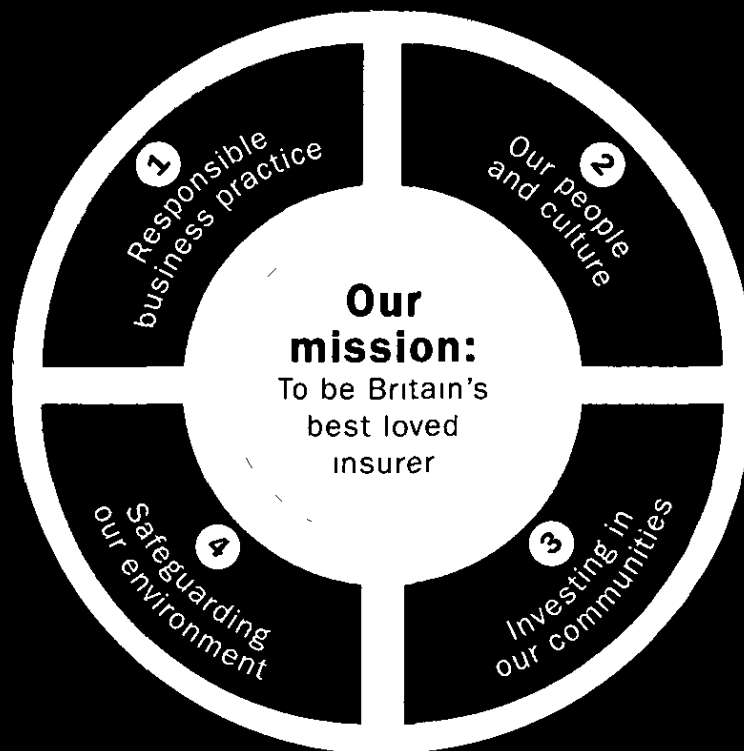 1
Responsible
business practice
2
Our people
and culture
Our
mission:
To be Britain's
best loved
insurer
4
Safeguarding
our environment
3
Investing in
our communities